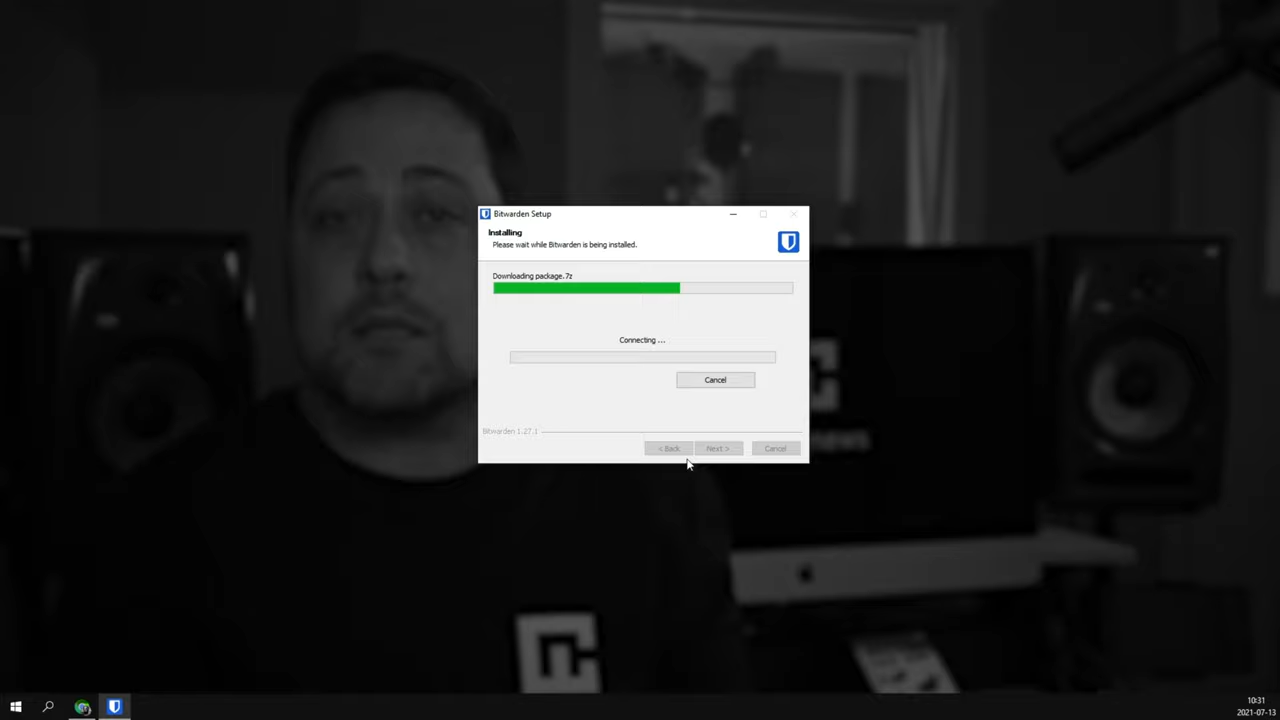 Bitwarden Setup
Installing
Please wait while Bitwarden is being installed.
Downloading package.7z
Connecting ...
Cancel
Bitwarden 1.27.1
< Back Next > Cancel
news
10:31
2021-07-13